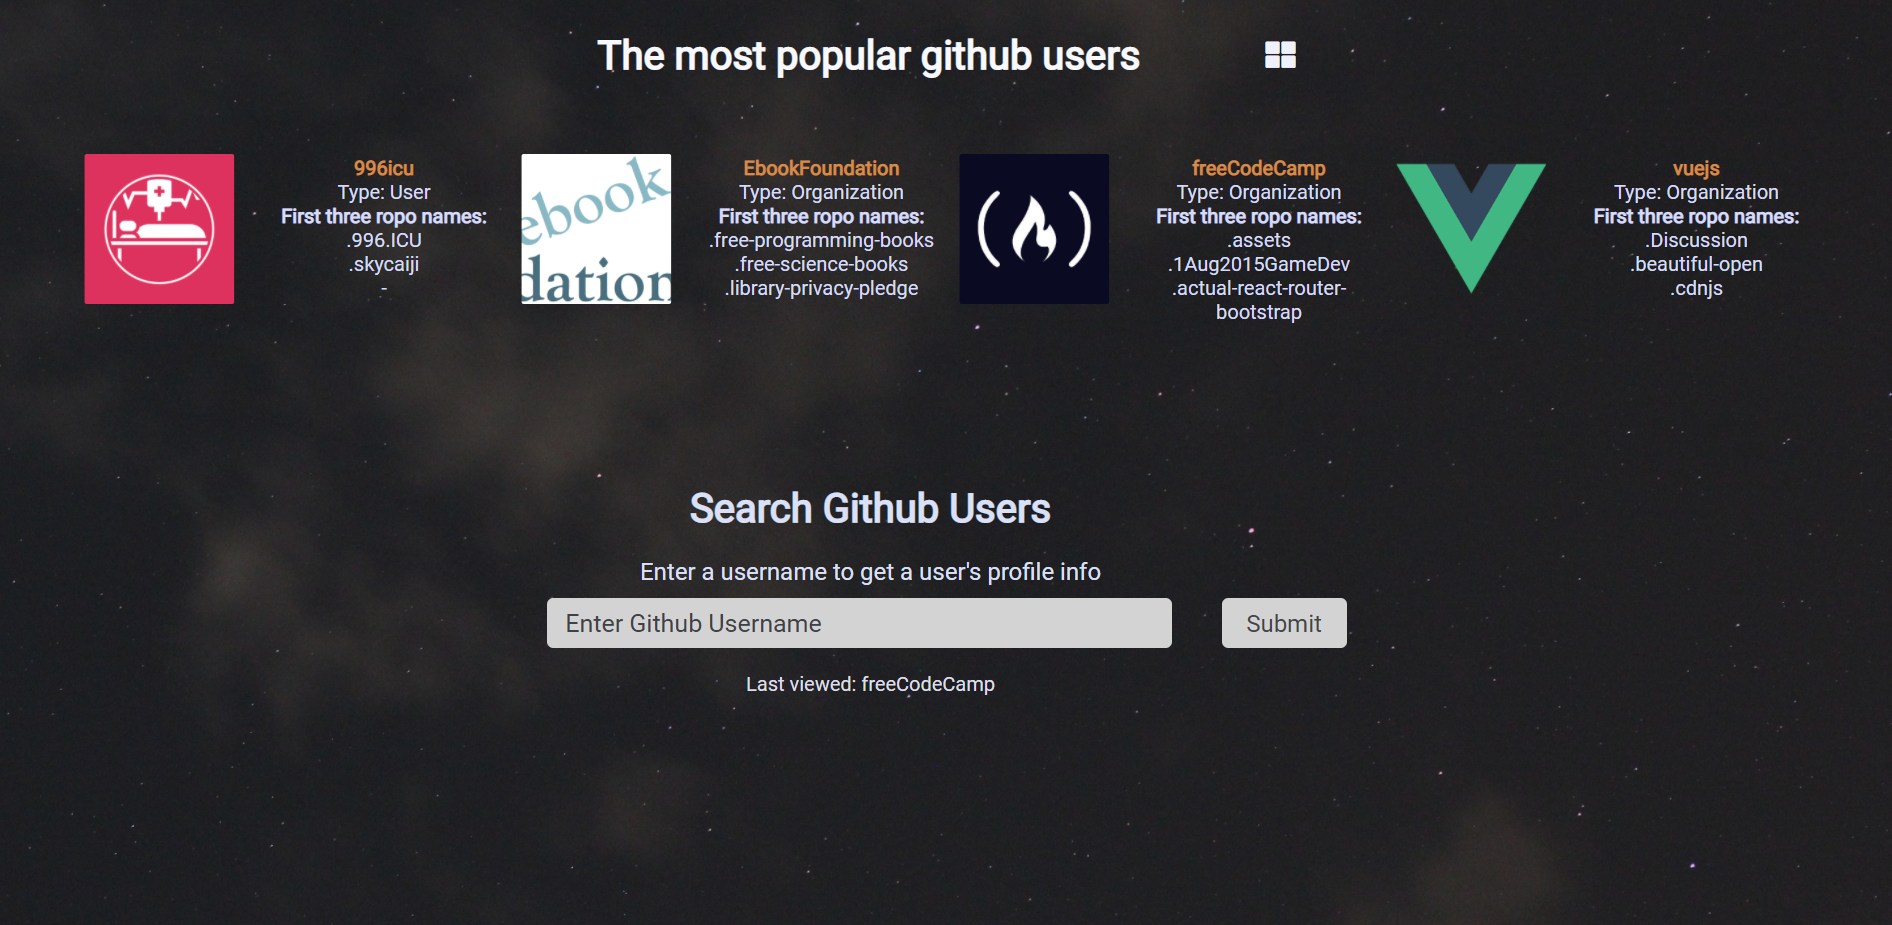 The most popular github users
996icu
Type: User
First three ropo names:
.996.ICU
.skycaiji
-
ebook
dation
EbookFoundation
Type: Organization
First three ropo names:
.free-programming-books
.free-science-books
.library-privacy-pledge
freeCodeCamp
Type: Organization
First three ropo names:
.assets
.1Aug2015GameDev
.actual-react-router-
bootstrap
vuejs
Type: Organization
First three ropo names:
.Discussion
.beautiful-open
.cdnjs
Search Github Users
Enter a username to get a user's profile info
Enter Github Username
Submit
Last viewed: freeCodeCamp